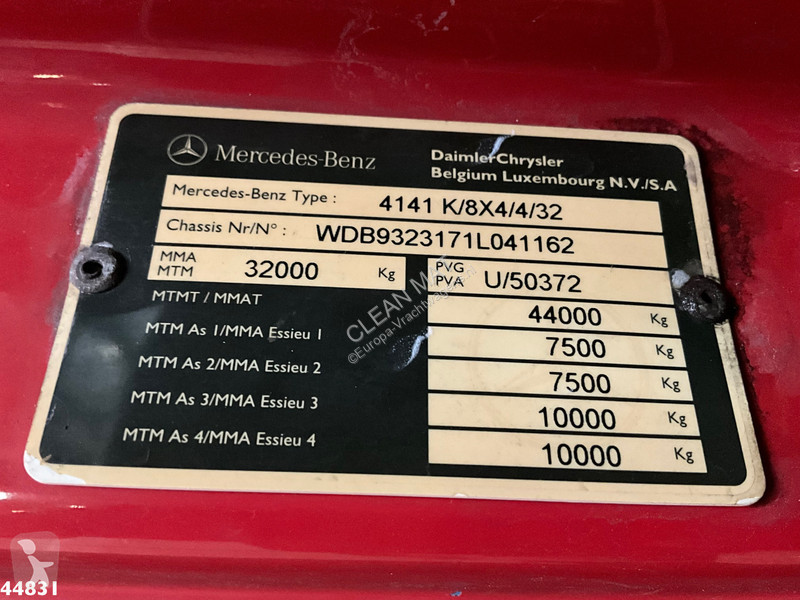 Mercedes-Benz
DaimlerChrysler
Belgium Luxembourg N.V./S.A
Mercedes-Benz Type : 4141 K/8X4/4/32
Chassis Nr/N° : WDB9323171L041162
MMA
MTM 32000 Kg
PVG
PVA U/50372
MTMT / MMAT 44000 Kg
MTM As 1/MMA Essieu 1 7500 Kg
MTM As 2/MMA Essieu 2 7500 Kg
MTM As 3/MMA Essieu 3 10000 Kg
MTM As 4/MMA Essieu 4 10000 Kg
CLEAN MAT
44831